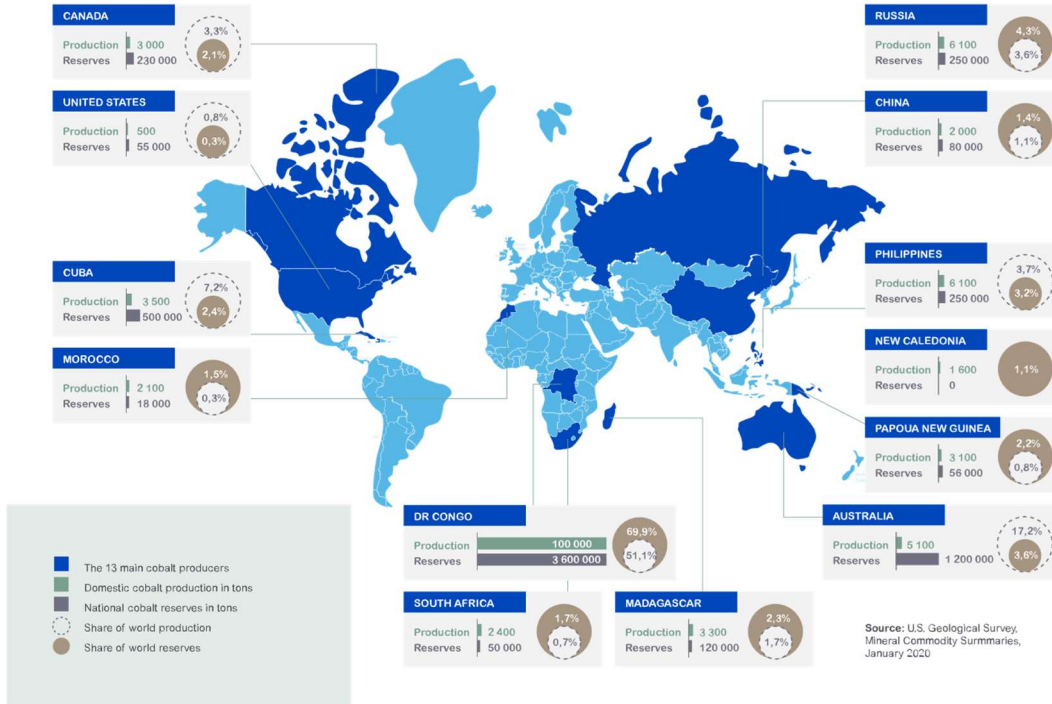 CANADA
Production 3 000
Reserves 230 000
3,3%
2,1%
UNITED STATES
Production 500
Reserves 55 000
0,8%
0,3%
CUBA
Production 3 500
Reserves 500 000
7,2%
2,4%
MOROCCO
Production 2 100
Reserves 18 000
1,5%
0,3%
RUSSIA
Production 6 100
Reserves 250 000
4,3%
3,6%
CHINA
Production 2 000
Reserves 80 000
1,4%
1,1%
PHILIPPINES
Production 6 100
Reserves 250 000
3,7%
3,2%
NEW CALEDONIA
Production 1 600
Reserves 0
1,1%
PAPUA NEW GUINEA
Production 3 100
Reserves 56 000
2,2%
0,8%
AUSTRALIA
Production 5 100
Reserves 1 200 000
17,2%
3,6%
DR CONGO
Production 100 000
Reserves 3 600 000
69,9%
51,1%
SOUTH AFRICA
Production 2 400
Reserves 50 000
1,7%
0,7%
MADAGASCAR
Production 3 300
Reserves 120 000
2,3%
1,7%
The 13 main cobalt producers
Domestic cobalt production in tons
National cobalt reserves in tons
Share of world production
Share of world reserves
Source: U.S. Geological Survey,
Mineral Commodity Surmmaries,
January 2020